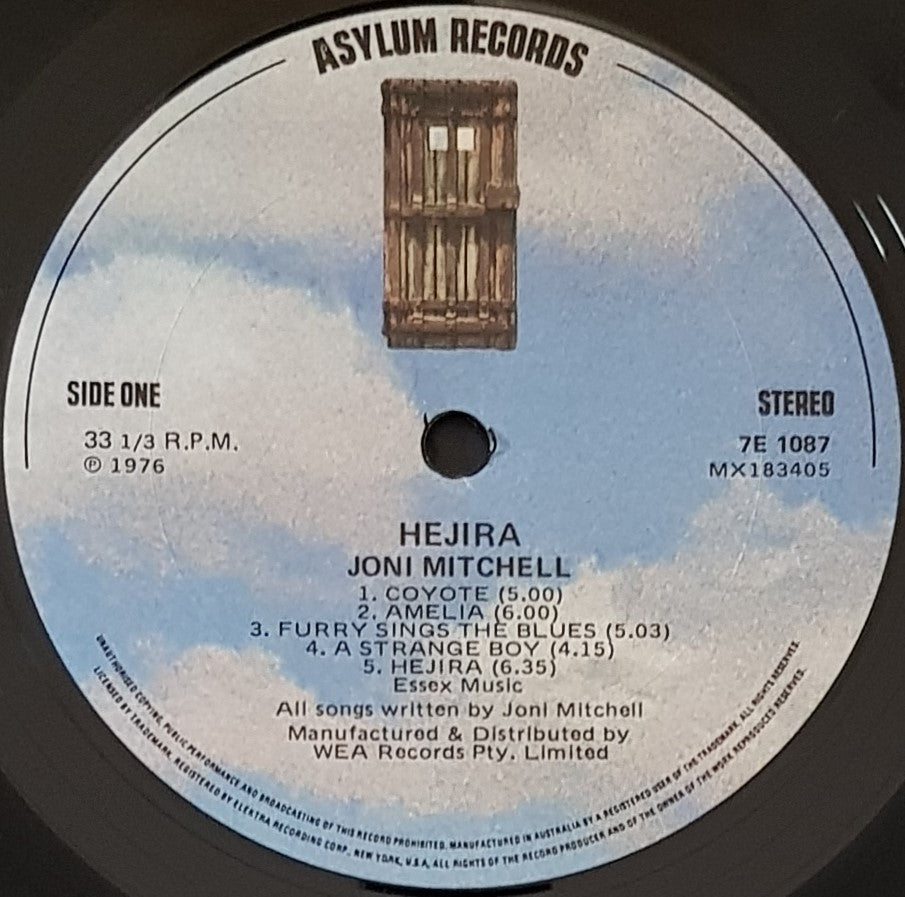 ASYLUM RECORDS
SIDE ONE
STEREO
33 1/3 R.P.M.
℗ 1976
7E 1087
MX183405
HEJIRA
JONI MITCHELL
1. COYOTE (5.00)
2. AMELIA (6.00)
3. FURRY SINGS THE BLUES (5.03)
4. A STRANGE BOY (4.15)
5. HEJIRA (6.35)
Essex Music
All songs written by Joni Mitchell
Manufactured & Distributed by
WEA Records Pty. Limited
UNAUTHORISED COPYING, PUBLIC PERFORMANCE AND BROADCASTING OF THIS RECORD PROHIBITED. MANUFACTURED IN AUSTRALIA BY A REGISTERED USER OF THE TRADEMARK. ALL RIGHTS RESERVED.
LICENSED BY TRADEMARK. REGISTERED BY ELEKTRA RECORDING CORP., NEW YORK, U.S.A. ALL RIGHTS OF THE RECORD PRODUCER AND OF THE OWNER OF THE WORK REPRODUCED RESERVED.